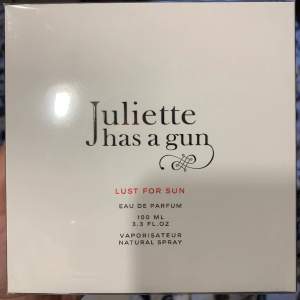 Juliette
has a gun
LUST FOR SUN
EAU DE PARFUM
100 ML
3.3 FL.OZ
VAPORISATEUR
NATURAL SPRAY